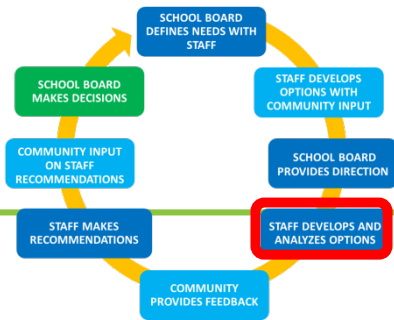 SCHOOL BOARD
DEFINES NEEDS WITH
STAFF
STAFF DEVELOPS
OPTIONS WITH
COMMUNITY INPUT
SCHOOL BOARD
PROVIDES DIRECTION
STAFF DEVELOPS AND
ANALYZES OPTIONS
COMMUNITY
PROVIDES FEEDBACK
STAFF MAKES
RECOMMENDATIONS
COMMUNITY INPUT
ON STAFF
RECOMMENDATIONS
SCHOOL BOARD
MAKES DECISIONS